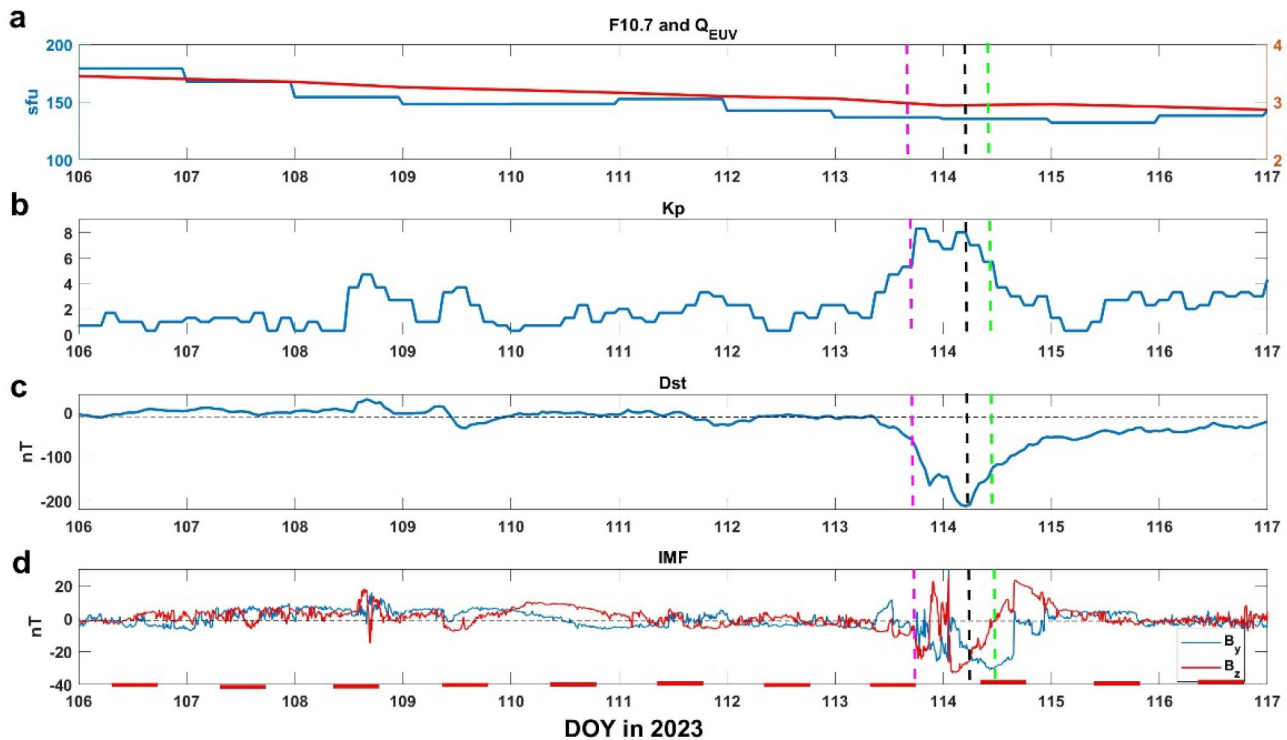 a
F10.7 and Q_EUV
200
150
100
sfu
4
3
2
106 107 108 109 110 111 112 113 114 115 116 117
b
Kp
8
6
4
2
0
106 107 108 109 110 111 112 113 114 115 116 117
c
Dst
0
-100
-200
nT
106 107 108 109 110 111 112 113 114 115 116 117
d
IMF
20
0
-20
-40
nT
B_y
B_z
106 107 108 109 110 111 112 113 114 115 116 117
DOY in 2023